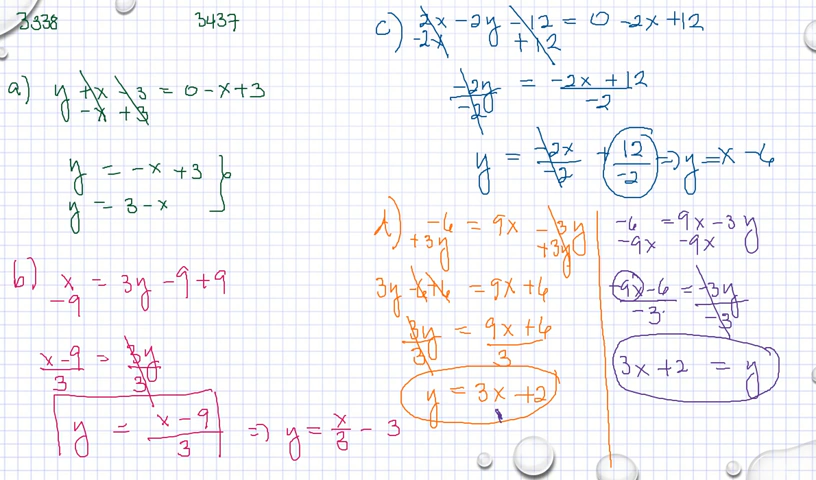 3338 3437
a) y + x - 3 = 0 - x + 3
- x + 3
y = - x + 3
y = 3 - x
b) x = 3y - 9 + 9
- 9
x - 9 / 3 = 3y / 3
y = x - 9 / 3 => y = x / 3 - 3
c) 2x - 2y - 12 = 0 - 2x + 12
- 2x + 12
- 2y / - 2 = - 2x + 12 / - 2
y = - 2x / - 2 + 12 / - 2 => y = x - 6
d) - 6 = 9x - 3y
+ 3y + 3y
3y - 6 + 6 = 9x + 6
3y / 3 = 9x + 6 / 3
y = 3x + 2
- 6 = 9x - 3y
- 9x - 9x
- 9x - 6 / - 3 = - 3y / - 3
3x + 2 = y